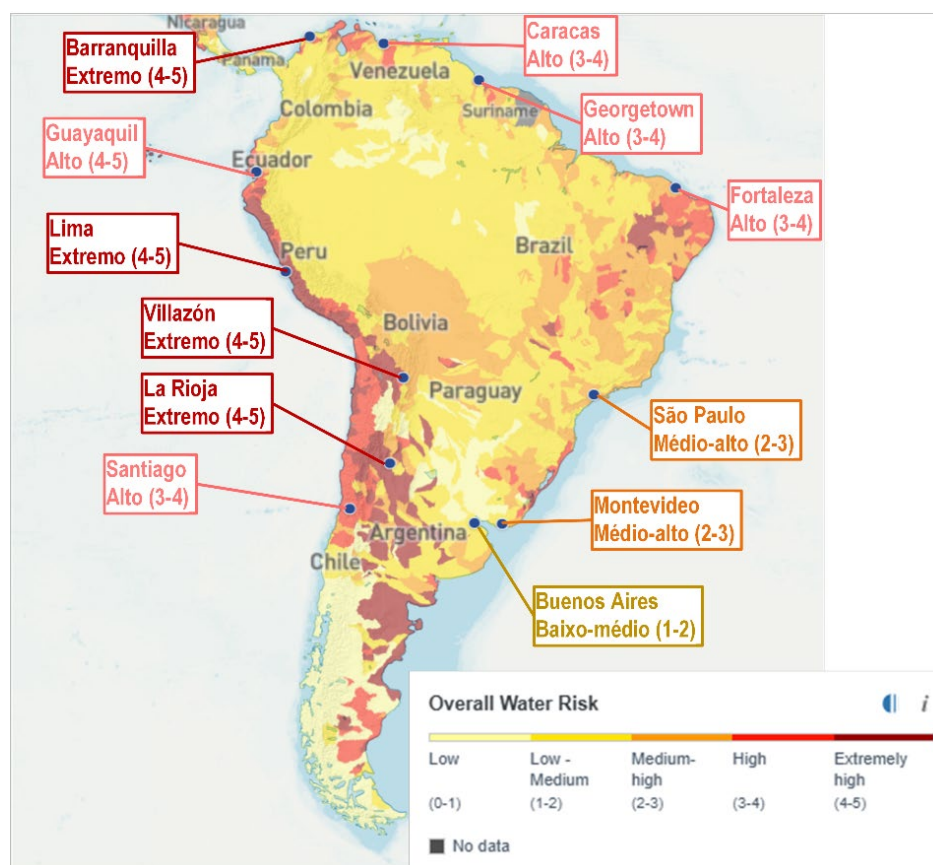 Nicaragua
Panama
Barranquilla
Extremo (4-5)
Caracas
Alto (3-4)
Venezuela
Colombia
Georgetown
Alto (3-4)
Suriname
Guayaquil
Alto (4-5)
Ecuador
Fortaleza
Alto (3-4)
Lima
Extremo (4-5)
Peru
Brazil
Villazón
Extremo (4-5)
Bolivia
La Rioja
Extremo (4-5)
Paraguay
São Paulo
Médio-alto (2-3)
Santiago
Alto (3-4)
Montevideo
Médio-alto (2-3)
Argentina
Chile
Buenos Aires
Baixo-médio (1-2)
Overall Water Risk
i
Low
Low -
Medium
Medium-
high
High
Extremely
high
(0-1)
(1-2)
(2-3)
(3-4)
(4-5)
No data